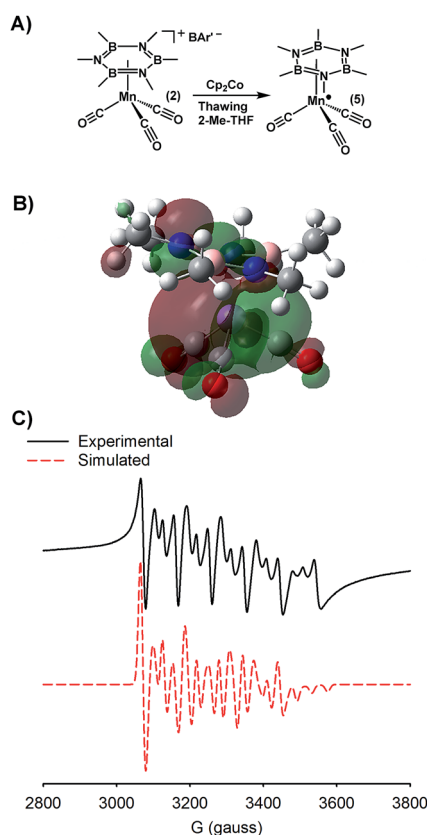 A)
+ BAr' −
B N
N B
B N
Mn (2)
O C C O
C
O
Cp₂Co
Thawing
2-Me-THF
B
N N
B B
N
Mn • (5)
O C C O
C
O
B)
C)
Experimental
Simulated
2800 3000 3200 3400 3600 3800
G (gauss)